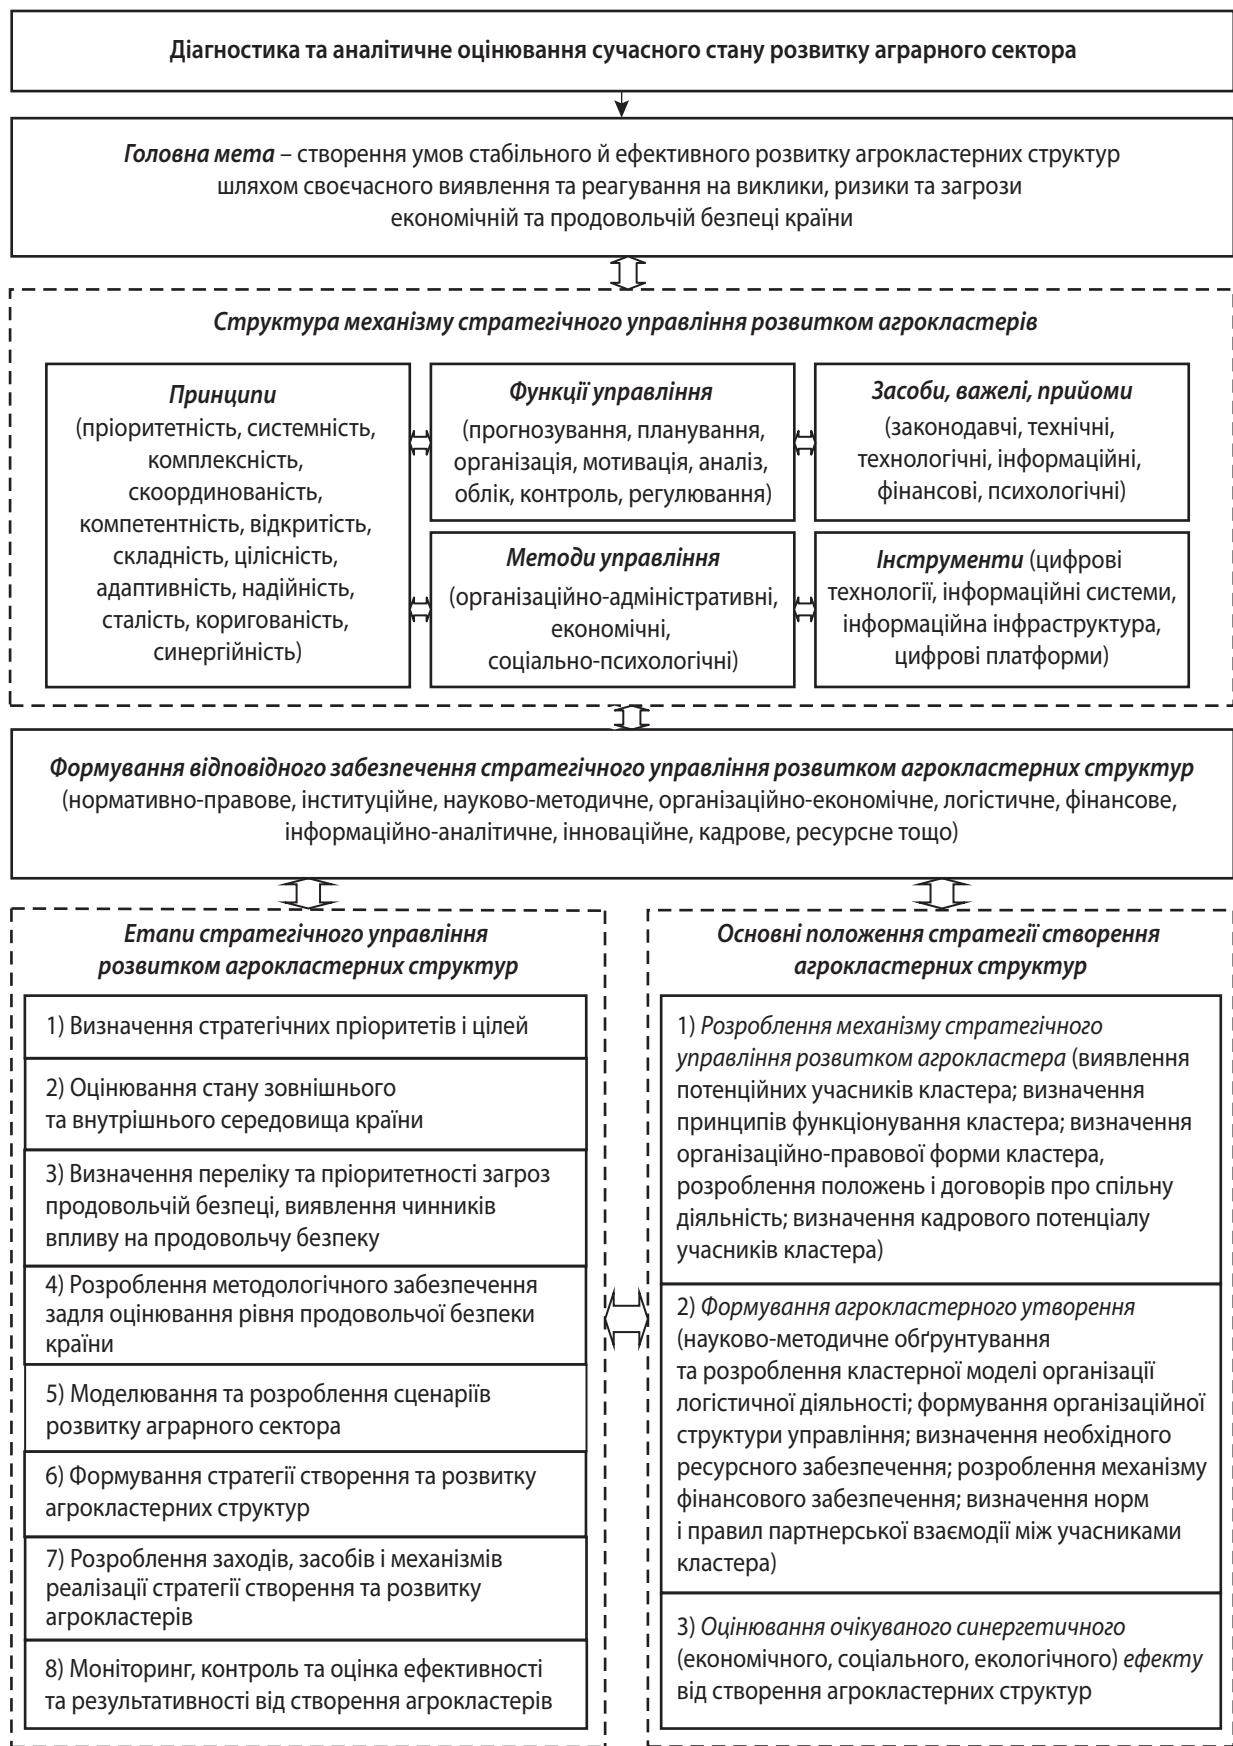 Діагностика та аналітичне оцінювання сучасного стану розвитку аграрного сектора
Головна мета – створення умов стабільного й ефективного розвитку агрокластерних структур
шляхом своєчасного виявлення та реагування на виклики, ризики та загрози
економічній та продовольчій безпеці країни
Структура механізму стратегічного управління розвитком агрокластерів
Принципи
(пріоритетність, системність,
комплексність,
скоординованість,
компетентність, відкритість,
складність, цілісність,
адаптивність, надійність,
сталість, коригованість,
синергійність)
Функції управління
(прогнозування, планування,
організація, мотивація, аналіз,
облік, контроль, регулювання)
Засоби, важелі, прийоми
(законодавчі, технічні,
технологічні, інформаційні,
фінансові, психологічні)
Методи управління
(організаційно-адміністративні,
економічні,
соціально-психологічні)
Інструменти (цифрові
технології, інформаційні системи,
інформаційна інфраструктура,
цифрові платформи)
Формування відповідного забезпечення стратегічного управління розвитком агрокластерних структур
(нормативно-правове, інституційне, науково-методичне, організаційно-економічне, логістичне, фінансове,
інформаційно-аналітичне, інноваційне, кадрове, ресурсне тощо)
Етапи стратегічного управління
розвитком агрокластерних структур
1) Визначення стратегічних пріоритетів і цілей
2) Оцінювання стану зовнішнього
та внутрішнього середовища країни
3) Визначення переліку та пріоритетності загроз
продовольчій безпеці, виявлення чинників
впливу на продовольчу безпеку
4) Розроблення методологічного забезпечення
задля оцінювання рівня продовольчої безпеки
країни
5) Моделювання та розроблення сценаріїв
розвитку аграрного сектора
6) Формування стратегії створення та розвитку
агрокластерних структур
7) Розроблення заходів, засобів і механізмів
реалізації стратегії створення та розвитку
агрокластерів
8) Моніторинг, контроль та оцінка ефективності
та результативності від створення агрокластерів
Основні положення стратегії створення
агрокластерних структур
1) Розроблення механізму стратегічного
управління розвитком агрокластера (виявлення
потенційних учасників кластера; визначення
принципів функціонування кластера; визначення
організаційно-правової форми кластера,
розроблення положень і договорів про спільну
діяльність; визначення кадрового потенціалу
учасників кластера)
2) Формування агрокластерного утворення
(науково-методичне обґрунтування
та розроблення кластерної моделі організації
логістичної діяльності; формування організаційної
структури управління; визначення необхідного
ресурсного забезпечення; розроблення механізму
фінансового забезпечення; визначення норм
і правил партнерської взаємодії між учасниками
кластера)
3) Оцінювання очікуваного синергетичного
(економічного, соціального, екологічного) ефекту
від створення агрокластерних структур